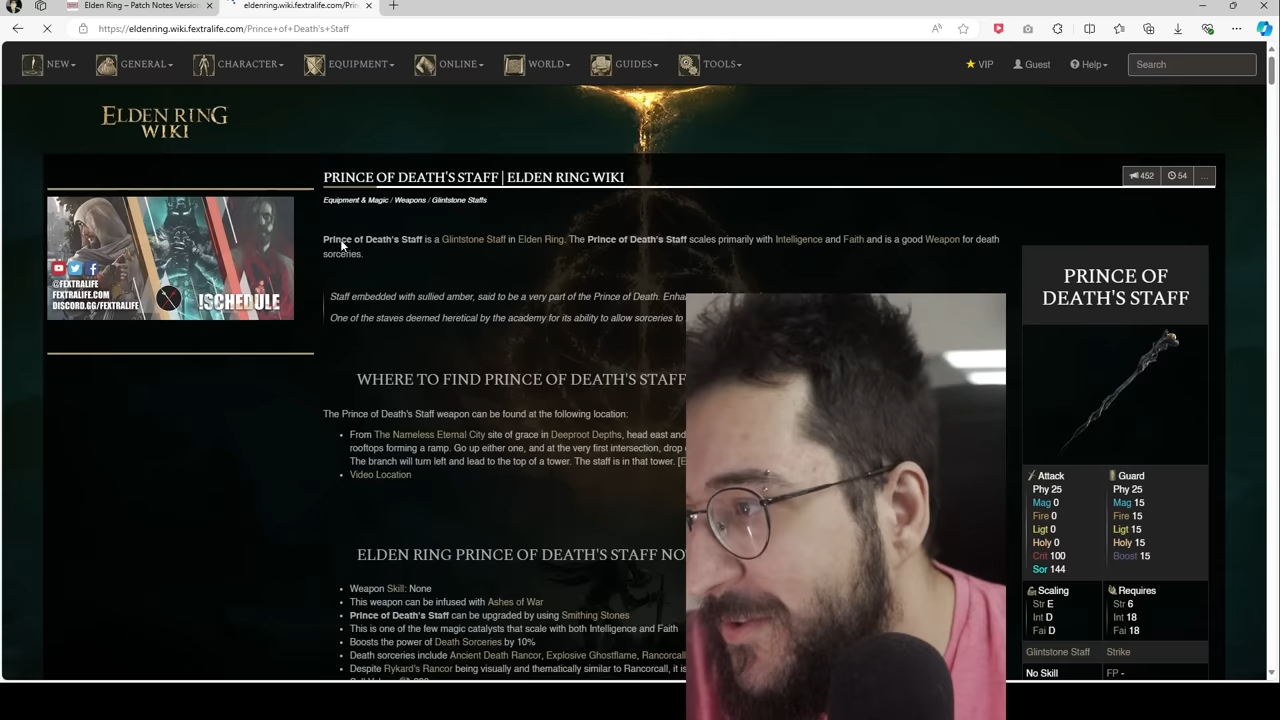 Elden Ring – Patch Notes Version
eldenring.wiki.fextralife.com/Prin
https://eldenring.wiki.fextralife.com/Prince+of+Death's+Staff
NEW GENERAL CHARACTER EQUIPMENT ONLINE WORLD GUIDES TOOLS VIP Guest Help Search
ELDEN RING
WIKI
PRINCE OF DEATH'S STAFF | ELDEN RING WIKI
452 54 ...
Equipment & Magic / Weapons / Glintstone Staffs
@FEXTRALIFE
FEXTRALIFE.COM
DISCORD.GG/FEXTRALIFE
!SCHEDULE
Prince of Death's Staff is a Glintstone Staff in Elden Ring. The Prince of Death's Staff scales primarily with Intelligence and Faith and is a good Weapon for death
sorceries.
Staff embedded with sullied amber, said to be a very part of the Prince of Death. Enha
One of the staves deemed heretical by the academy for its ability to allow sorceries to
WHERE TO FIND PRINCE OF DEATH'S STAFF
The Prince of Death's Staff weapon can be found at the following location:
• From The Nameless Eternal City site of grace in Deeproot Depths, head east and
rooftops forming a ramp. Go up either one, and at the very first intersection, drop
The branch will turn left and lead to the top of a tower. The staff is in that tower. [E
• Video Location
ELDEN RING PRINCE OF DEATH'S STAFF NO
• Weapon Skill: None
• This weapon can be infused with Ashes of War
• Prince of Death's Staff can be upgraded by using Smithing Stones
• This is one of the few magic catalysts that scale with both Intelligence and Faith
• Boosts the power of Death Sorceries by 10%
• Death sorceries include Ancient Death Rancor, Explosive Ghostflame, Rancorcall
• Despite Rykard's Rancor being visually and thematically similar to Rancorcall, it is
PRINCE OF
DEATH'S STAFF
Attack Guard
Phy 25 Phy 25
Mag 0 Mag 15
Fire 0 Fire 15
Ligt 0 Ligt 15
Holy 0 Holy 15
Crit 100 Boost 15
Sor 144
Scaling Requires
Str E Str 6
Int D Int 18
Fai D Fai 18
Glintstone Staff Strike
No Skill FP -